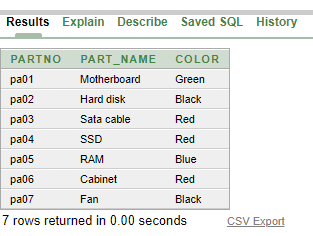 Results Explain Describe Saved SQL History
PARTNO PART_NAME COLOR
pa01 Motherboard Green
pa02 Hard disk Black
pa03 Sata cable Red
pa04 SSD Red
pa05 RAM Blue
pa06 Cabinet Red
pa07 Fan Black
7 rows returned in 0.00 seconds CSV Export